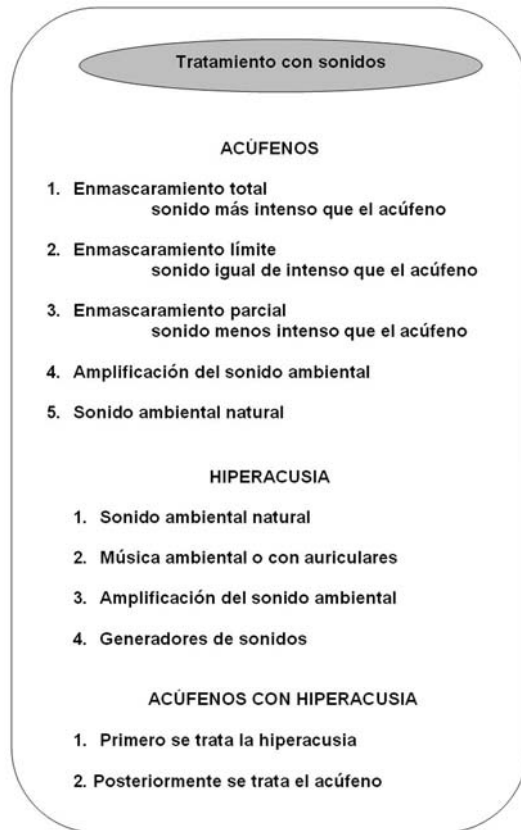 Tratamiento con sonidos
ACÚFENOS
1. Enmascaramiento total
sonido más intenso que el acúfeno
2. Enmascaramiento límite
sonido igual de intenso que el acúfeno
3. Enmascaramiento parcial
sonido menos intenso que el acúfeno
4. Amplificación del sonido ambiental
5. Sonido ambiental natural
HIPERACUSIA
1. Sonido ambiental natural
2. Música ambiental o con auriculares
3. Amplificación del sonido ambiental
4. Generadores de sonidos
ACÚFENOS CON HIPERACUSIA
1. Primero se trata la hiperacusia
2. Posteriormente se trata el acúfeno